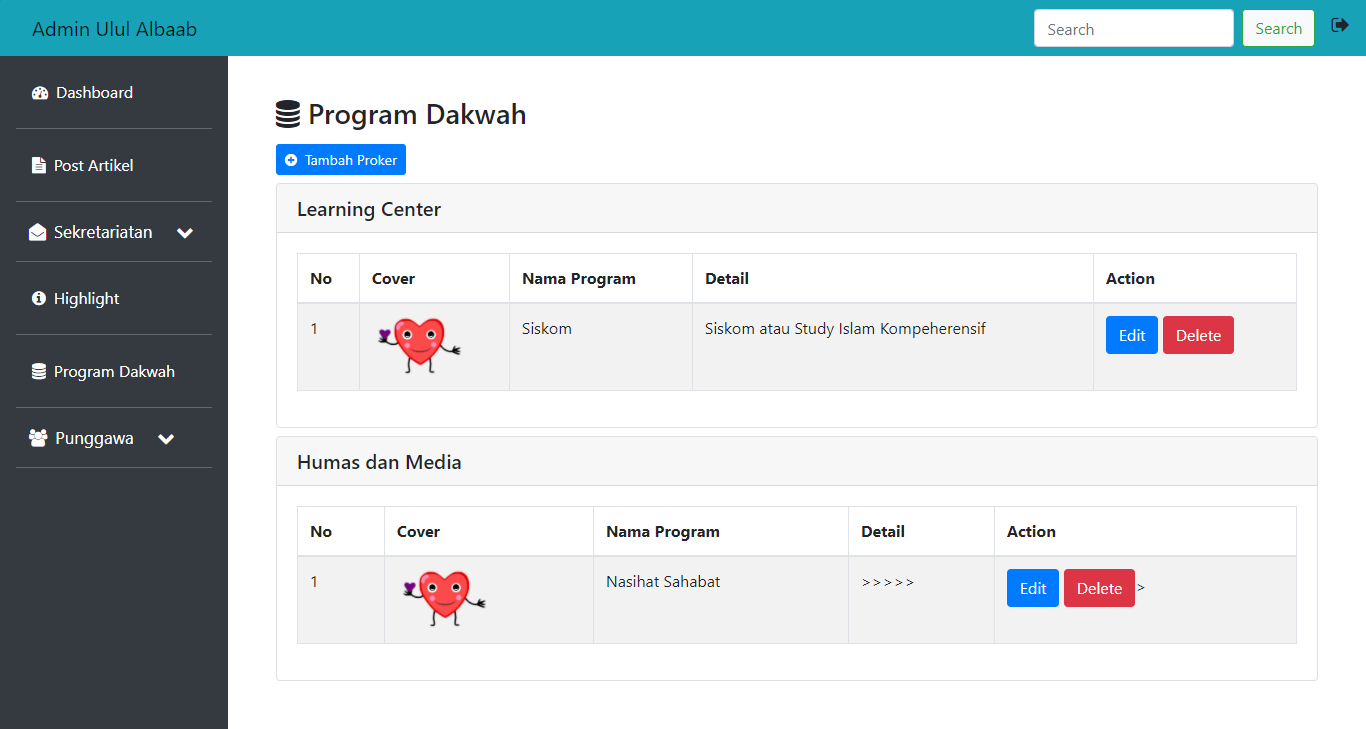 Admin Ulul Albaab
Search
Search
Dashboard
Post Artikel
Sekretariatan
Highlight
Program Dakwah
Punggawa
Program Dakwah
Tambah Proker
Learning Center
No Cover Nama Program Detail Action
1 Siskom Siskom atau Study Islam Kompeherensif Edit Delete
Humas dan Media
No Cover Nama Program Detail Action
1 Nasihat Sahabat >>>>> Edit Delete >